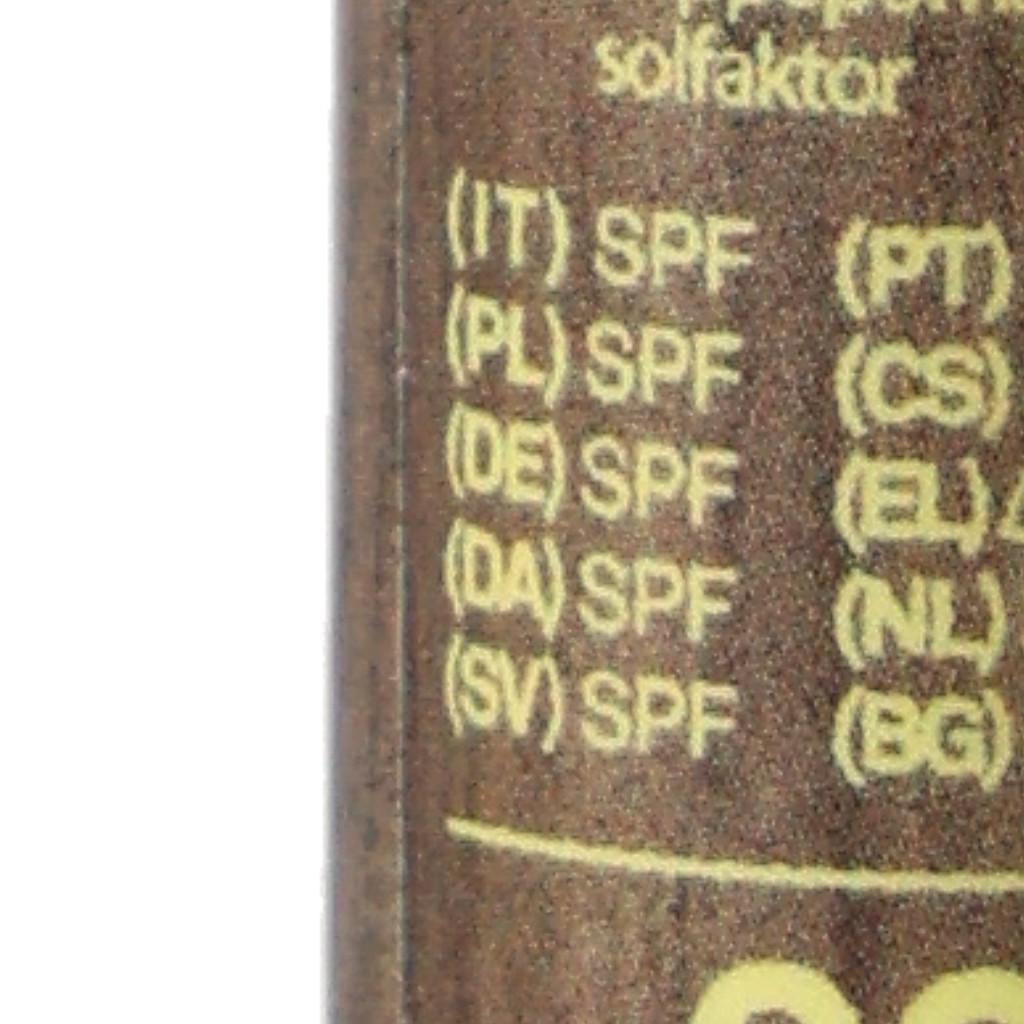 solfaktor
(IT) SPF (PT)
(PL) SPF (CS)
(DE) SPF (EL)
(DA) SPF (NL)
(SV) SPF (BG)